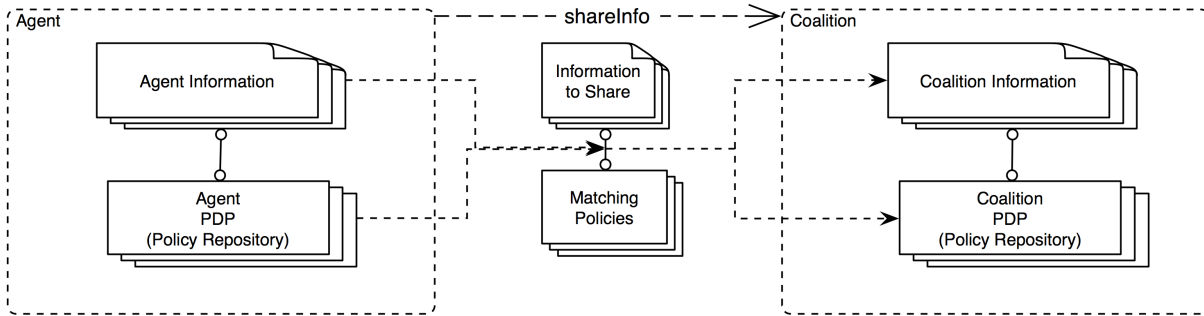 Agent
shareInfo
Coalition
Agent Information
Information
to Share
Coalition Information
Agent
PDP
(Policy Repository)
Matching
Policies
Coalition
PDP
(Policy Repository)